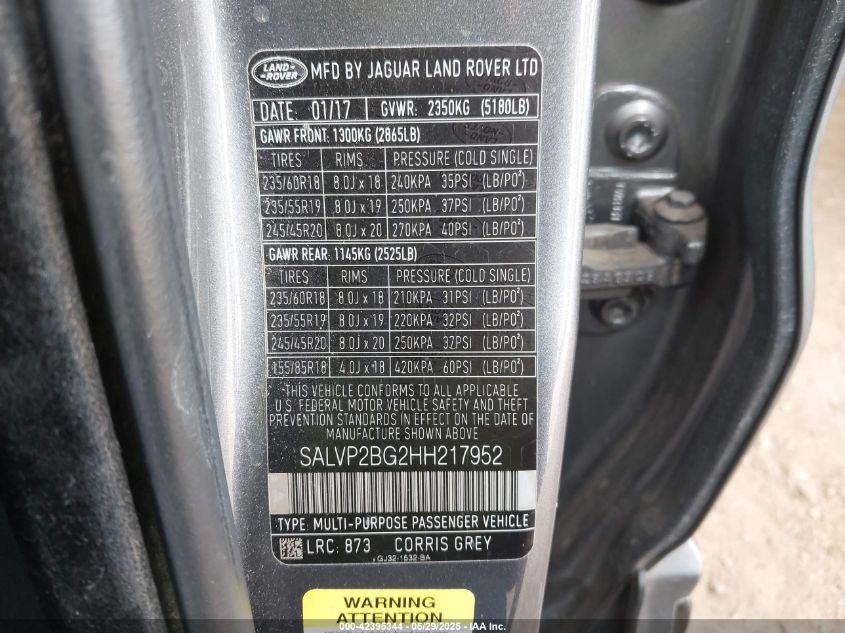 LAND ROVER
MFD BY JAGUAR LAND ROVER LTD
DATE: 01/17 GVWR: 2350KG (5180LB)
GAWR FRONT: 1300KG (2865LB)
TIRES RIMS PRESSURE (COLD SINGLE)
235/60R18 8.0J x 18 240KPA 35PSI (LB/PO²)
235/55R19 8.0J x 19 250KPA 37PSI (LB/PO²)
245/45R20 8.0J x 20 270KPA 40PSI (LB/PO²)
GAWR REAR: 1145KG (2525LB)
TIRES RIMS PRESSURE (COLD SINGLE)
235/60R18 8.0J x 18 210KPA 31PSI (LB/PO²)
235/55R19 8.0J x 19 220KPA 32PSI (LB/PO²)
245/45R20 8.0J x 20 250KPA 37PSI (LB/PO²)
155/85R18 4.0J x 18 420KPA 60PSI (LB/PO²)
THIS VEHICLE CONFORMS TO ALL APPLICABLE
U.S. FEDERAL MOTOR VEHICLE SAFETY AND THEFT
PREVENTION STANDARDS IN EFFECT ON THE DATE OF
MANUFACTURE SHOWN ABOVE
SALVP2BG2HH217952
TYPE: MULTI-PURPOSE PASSENGER VEHICLE
LRC: 873 CORRIS GREY
GJ32-1532-BA
WARNING
ATTENTION
000-42395344 - 05/29/2025 - IAA Inc.